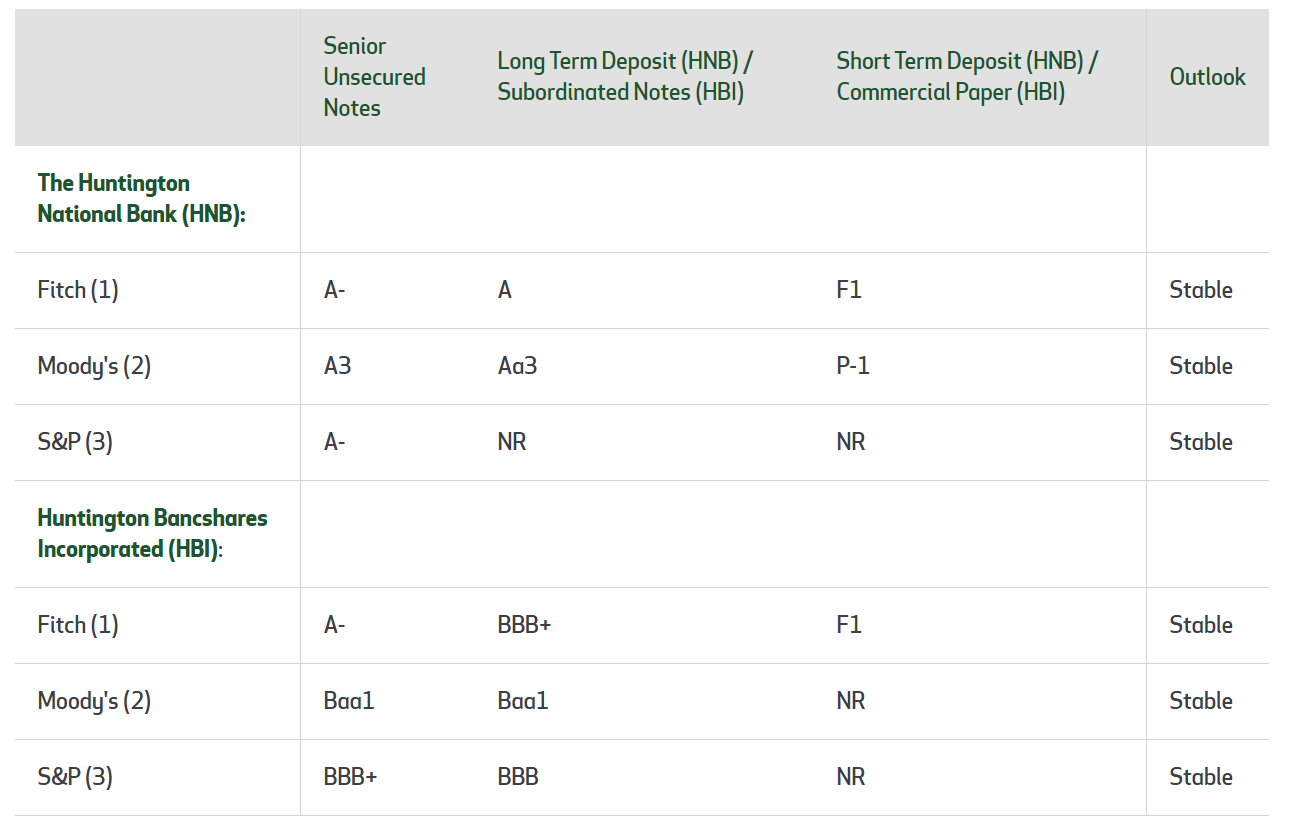 Senior
Unsecured
Notes
Long Term Deposit (HNB) /
Subordinated Notes (HBI)
Short Term Deposit (HNB) /
Commercial Paper (HBI)
Outlook
The Huntington
National Bank (HNB):
Fitch (1) A- A F1 Stable
Moody's (2) A3 Aa3 P-1 Stable
S&P (3) A- NR NR Stable
Huntington Bancshares
Incorporated (HBI):
Fitch (1) A- BBB+ F1 Stable
Moody's (2) Baa1 Baa1 NR Stable
S&P (3) BBB+ BBB NR Stable